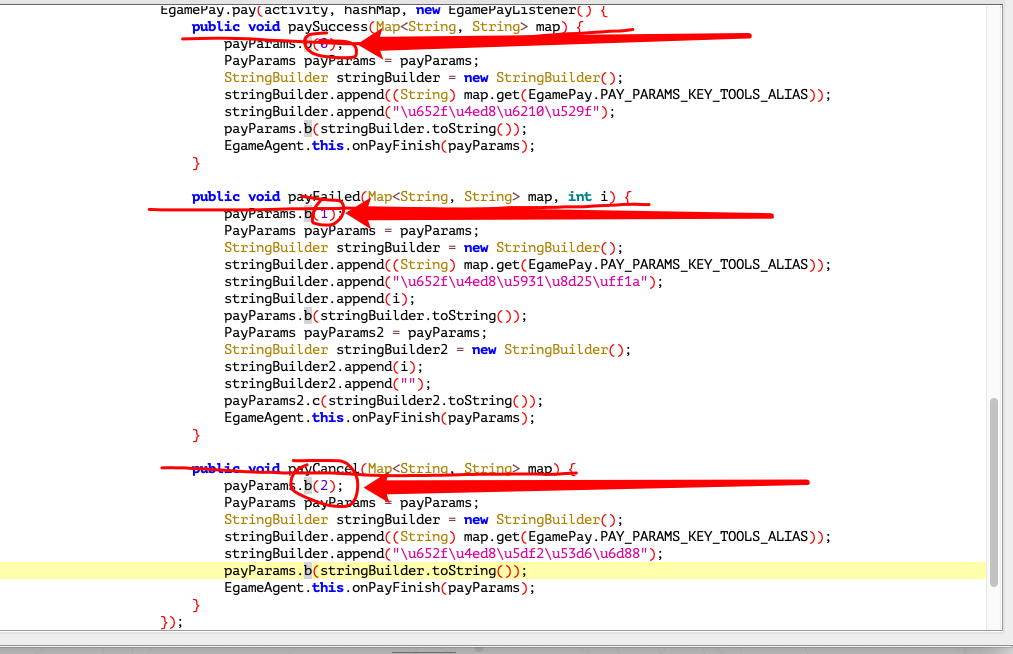 EgamePay.pay(activity, hashMap, new EgamePayListener() {
public void paySuccess(Map<String, String> map) {
payParams.b(0);
PayParams payParams = payParams;
StringBuilder stringBuilder = new StringBuilder();
stringBuilder.append((String) map.get(EgamePay.PAY_PARAMS_KEY_TOOLS_ALIAS));
stringBuilder.append("\u652f\u4ed8\u6210\u529f");
payParams.b(stringBuilder.toString());
EgameAgent.this.onPayFinish(payParams);
}
public void payFailed(Map<String, String> map, int i) {
payParams.b(1);
PayParams payParams = payParams;
StringBuilder stringBuilder = new StringBuilder();
stringBuilder.append((String) map.get(EgamePay.PAY_PARAMS_KEY_TOOLS_ALIAS));
stringBuilder.append("\u652f\u4ed8\u5931\u8d25\uff1a");
stringBuilder.append(i);
payParams.b(stringBuilder.toString());
PayParams payParams2 = payParams;
StringBuilder stringBuilder2 = new StringBuilder();
stringBuilder2.append(i);
stringBuilder2.append("");
payParams2.c(stringBuilder2.toString());
EgameAgent.this.onPayFinish(payParams);
}
public void payCancel(Map<String, String> map) {
payParams.b(2);
PayParams payParams = payParams;
StringBuilder stringBuilder = new StringBuilder();
stringBuilder.append((String) map.get(EgamePay.PAY_PARAMS_KEY_TOOLS_ALIAS));
stringBuilder.append("\u652f\u4ed8\u5df2\u53d6\u6d88");
payParams.b(stringBuilder.toString());
EgameAgent.this.onPayFinish(payParams);
}
});